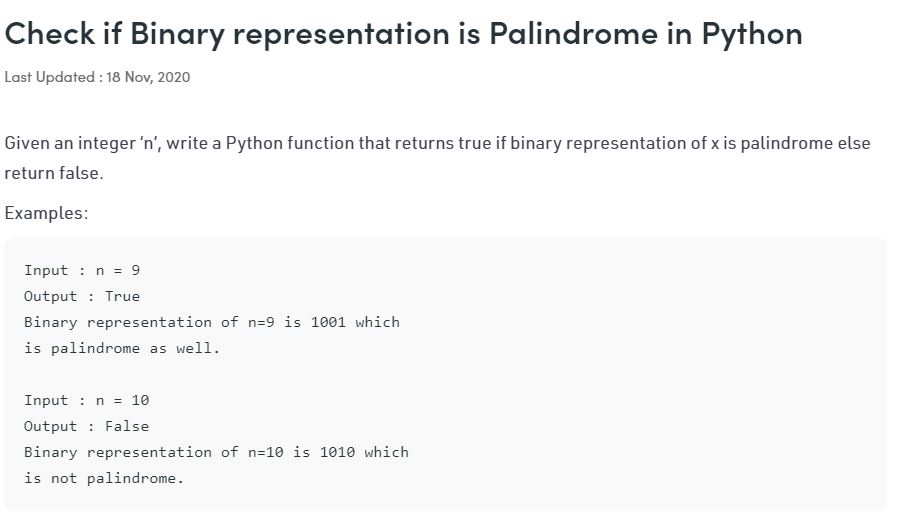 Check if Binary representation is Palindrome in Python
Last Updated : 18 Nov, 2020
Given an integer ‘n’, write a Python function that returns true if binary representation of x is palindrome else
return false.
Examples:
Input : n = 9
Output : True
Binary representation of n=9 is 1001 which
is palindrome as well.
Input : n = 10
Output : False
Binary representation of n=10 is 1010 which
is not palindrome.